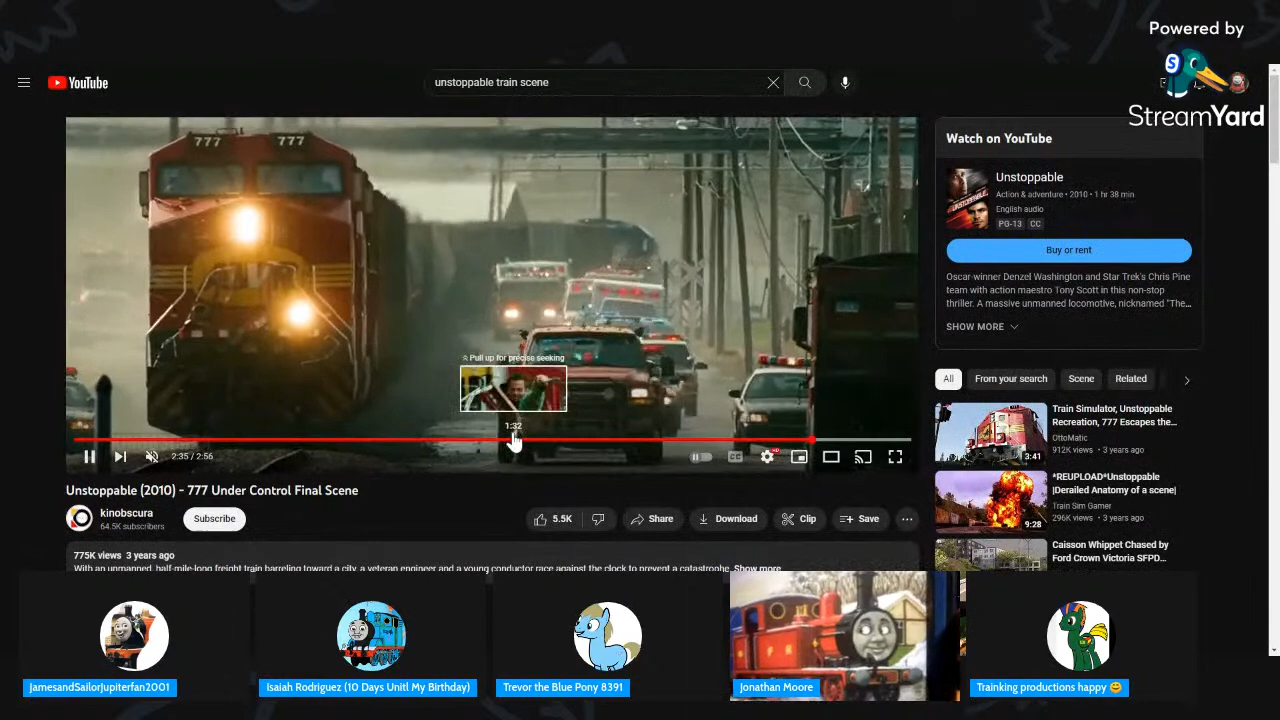 Powered by
StreamYard
YouTube
unstoppable train scene
777
777
Pull up for precise seeking
1:32
2:35 / 2:56
CC
HD
Unstoppable (2010) - 777 Under Control Final Scene
kinobscura
64.5K subscribers
Subscribe
5.5K
Share
Download
Clip
Save
775K views 3 years ago
With an unmanned, half-mile-long freight train barreling toward a city, a veteran engineer and a young conductor race against the clock to prevent a catastrophe. Show more
Watch on YouTube
UNSTOPPABLE
Unstoppable
Action & adventure • 2010 • 1 hr 38 min
English audio
PG-13 CC
Buy or rent
Oscar-winner Denzel Washington and Star Trek's Chris Pine
team with action maestro Tony Scott in this non-stop
thriller. A massive unmanned locomotive, nicknamed "The...
SHOW MORE
All
From your search
Scene
Related
Train Simulator, Unstoppable
Recreation, 777 Escapes the...
OttoMatic
912K views • 3 years ago
3:41
*REUPLOAD*Unstoppable
|Derailed Anatomy of a scene|
Train Sim Gamer
296K views • 3 years ago
9:28
Caisson Whippet Chased by
Ford Crown Victoria SFPD...
JamesandSailorJupiterfan2001
Isaiah Rodriguez (10 Days Unitl My Birthday)
Trevor the Blue Pony 8391
Jonathan Moore
Trainking productions happy 😊